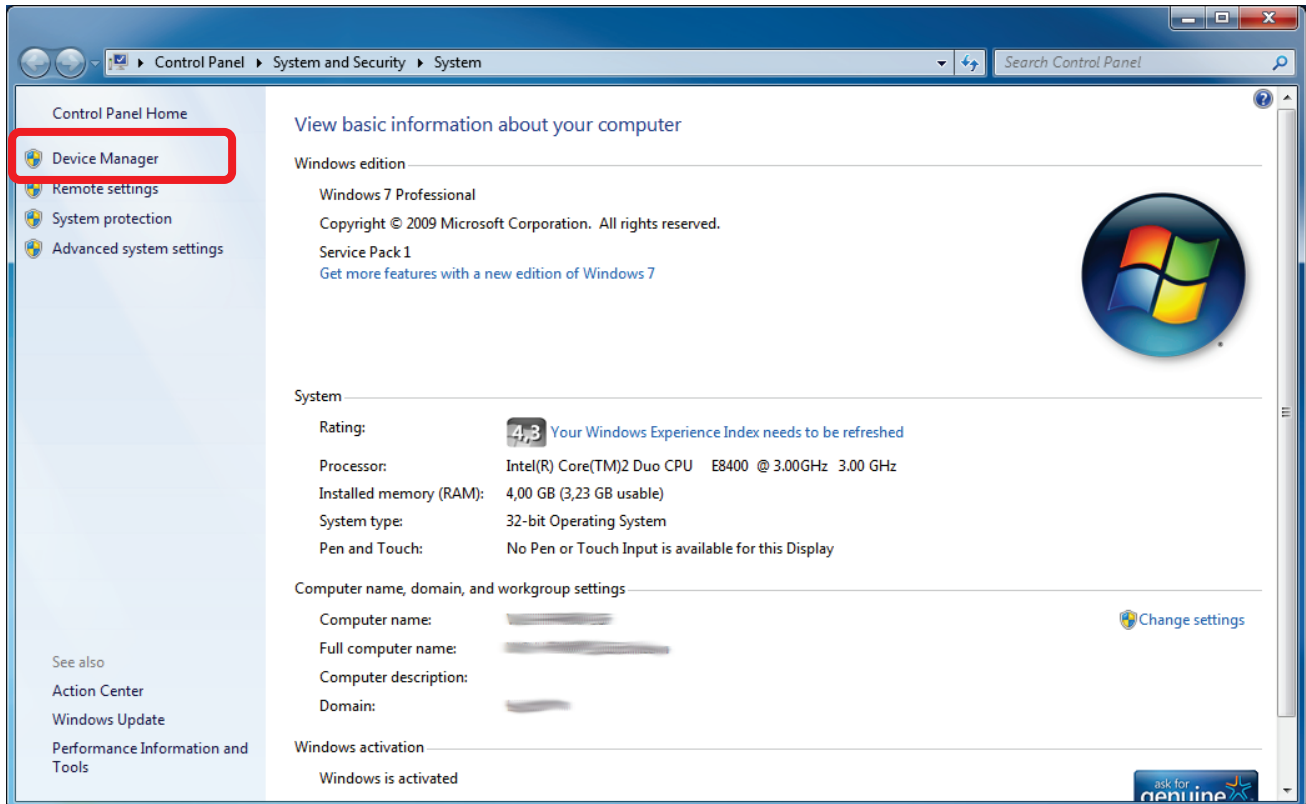 Control Panel ▸ System and Security ▸ System
Search Control Panel
Control Panel Home
Device Manager
Remote settings
System protection
Advanced system settings
See also
Action Center
Windows Update
Performance Information and
Tools
View basic information about your computer
Windows edition
Windows 7 Professional
Copyright © 2009 Microsoft Corporation. All rights reserved.
Service Pack 1
Get more features with a new edition of Windows 7
System
Rating: 4,3 Your Windows Experience Index needs to be refreshed
Processor: Intel(R) Core(TM)2 Duo CPU E8400 @ 3.00GHz 3.00 GHz
Installed memory (RAM): 4,00 GB (3,23 GB usable)
System type: 32-bit Operating System
Pen and Touch: No Pen or Touch Input is available for this Display
Computer name, domain, and workgroup settings
Computer name:
Change settings
Full computer name:
Computer description:
Domain:
Windows activation
Windows is activated
ask for
genuine